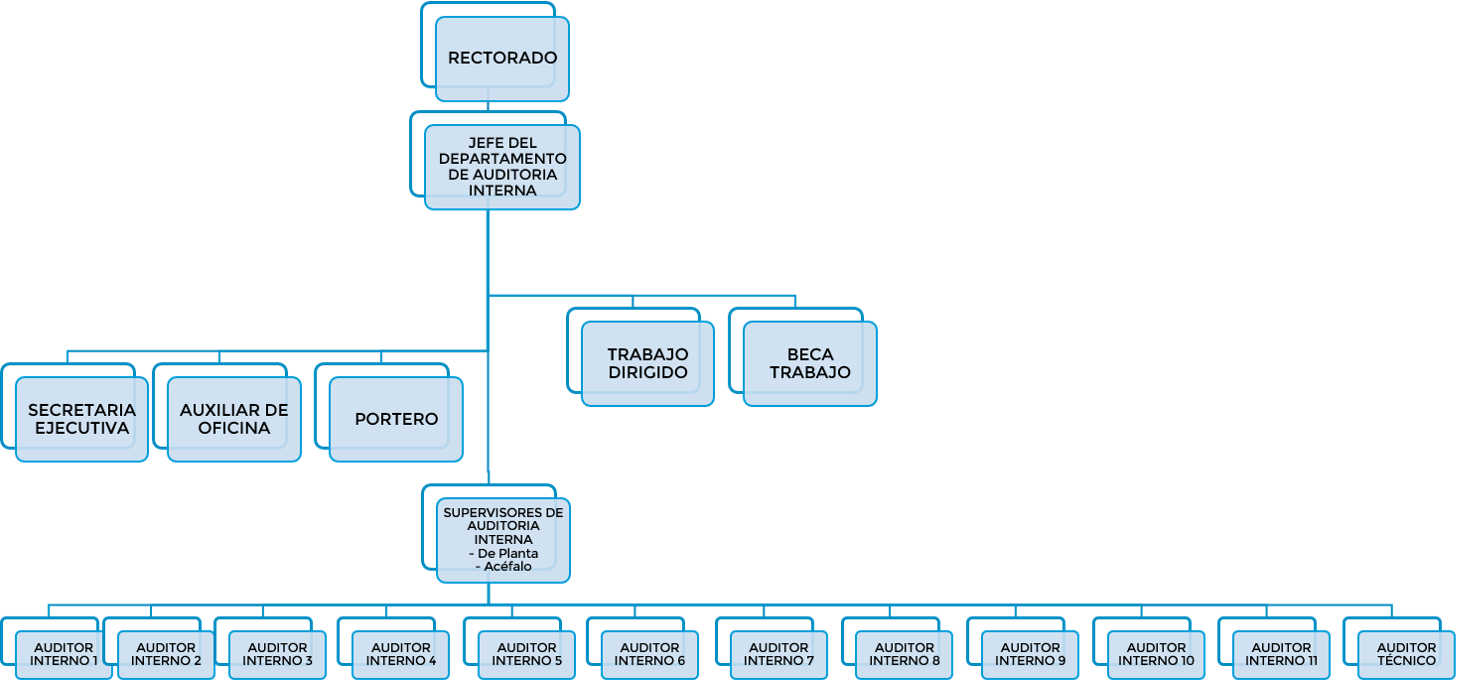 RECTORADO
JEFE DEL
DEPARTAMENTO
DE AUDITORIA
INTERNA
TRABAJO
DIRIGIDO
BECA
TRABAJO
SECRETARIA
EJECUTIVA
AUXILIAR DE
OFICINA
PORTERO
SUPERVISORES DE
AUDITORIA
INTERNA
- De Planta
- Acéfalo
AUDITOR
INTERNO 1
AUDITOR
INTERNO 2
AUDITOR
INTERNO 3
AUDITOR
INTERNO 4
AUDITOR
INTERNO 5
AUDITOR
INTERNO 6
AUDITOR
INTERNO 7
AUDITOR
INTERNO 8
AUDITOR
INTERNO 9
AUDITOR
INTERNO 10
AUDITOR
INTERNO 11
AUDITOR
TÉCNICO